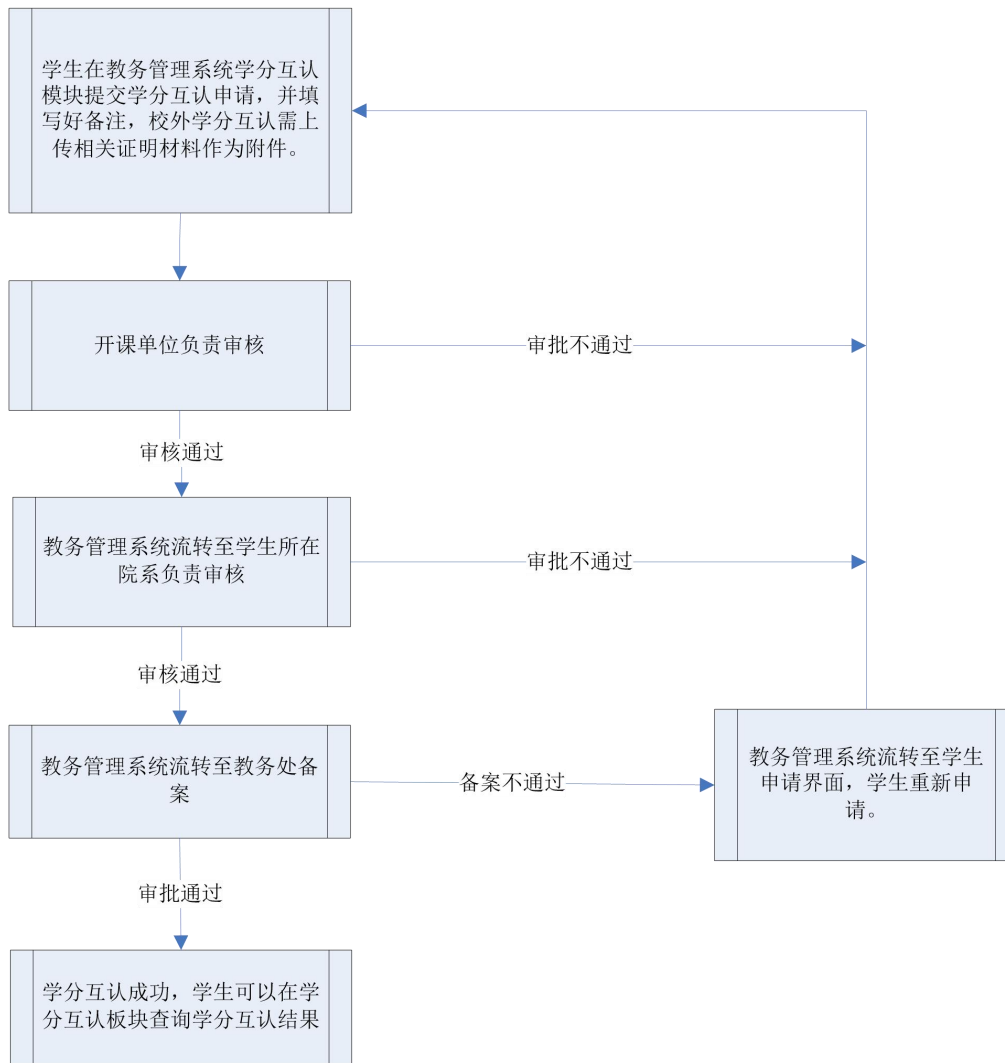 学生在教务管理系统学分互认
模块提交学分互认申请，并填
写好备注，校外学分互认需上
传相关证明材料作为附件。
开课单位负责审核
审批不通过
审核通过
教务管理系统流转至学生所在
院系负责审核
审批不通过
审核通过
教务管理系统流转至教务处备
案
备案不通过
教务管理系统流转至学生
申请界面，学生重新申
请。
审批通过
学分互认成功，学生可以在学
分互认板块查询学分互认结果